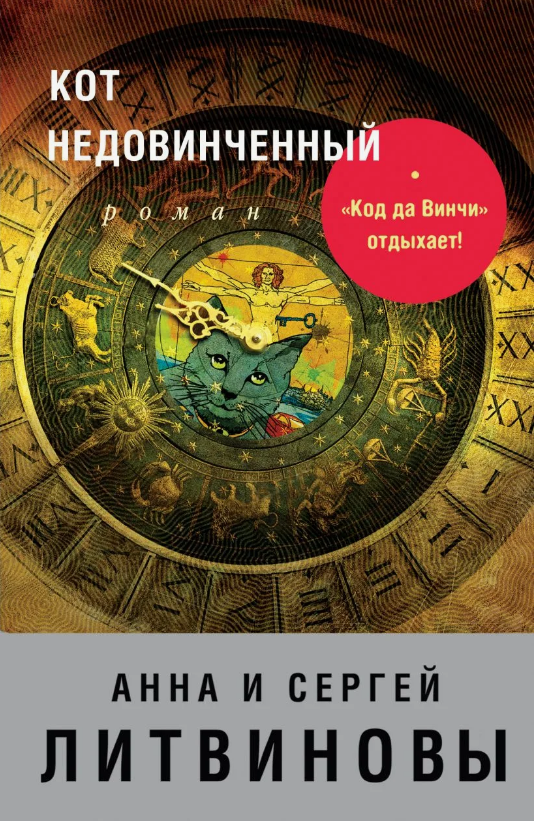 КОТ
НЕДОВИНЧЕННЫЙ
роман
«Код да Винчи»
отдыхает!
АННА И СЕРГЕЙ
ЛИТВИНОВЫ